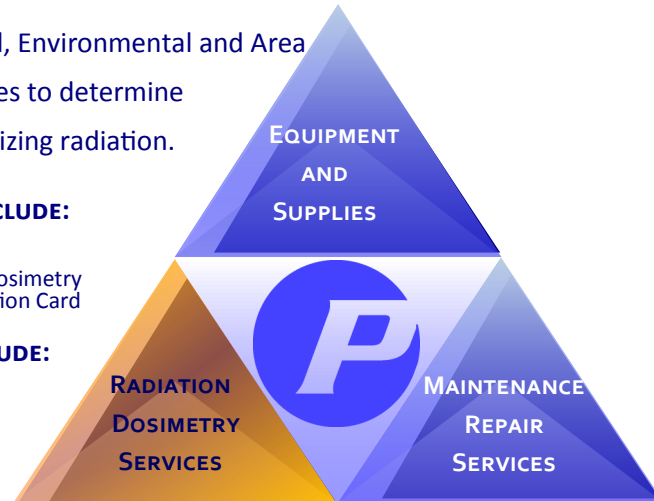 , Environmental and Area
es to determine
izing radiation.
CLUDE:
osimetry
ion Card
UDE:
EQUIPMENT
AND
SUPPLIES
P
RADIATION
DOSIMETRY
SERVICES
MAINTENANCE
REPAIR
SERVICES